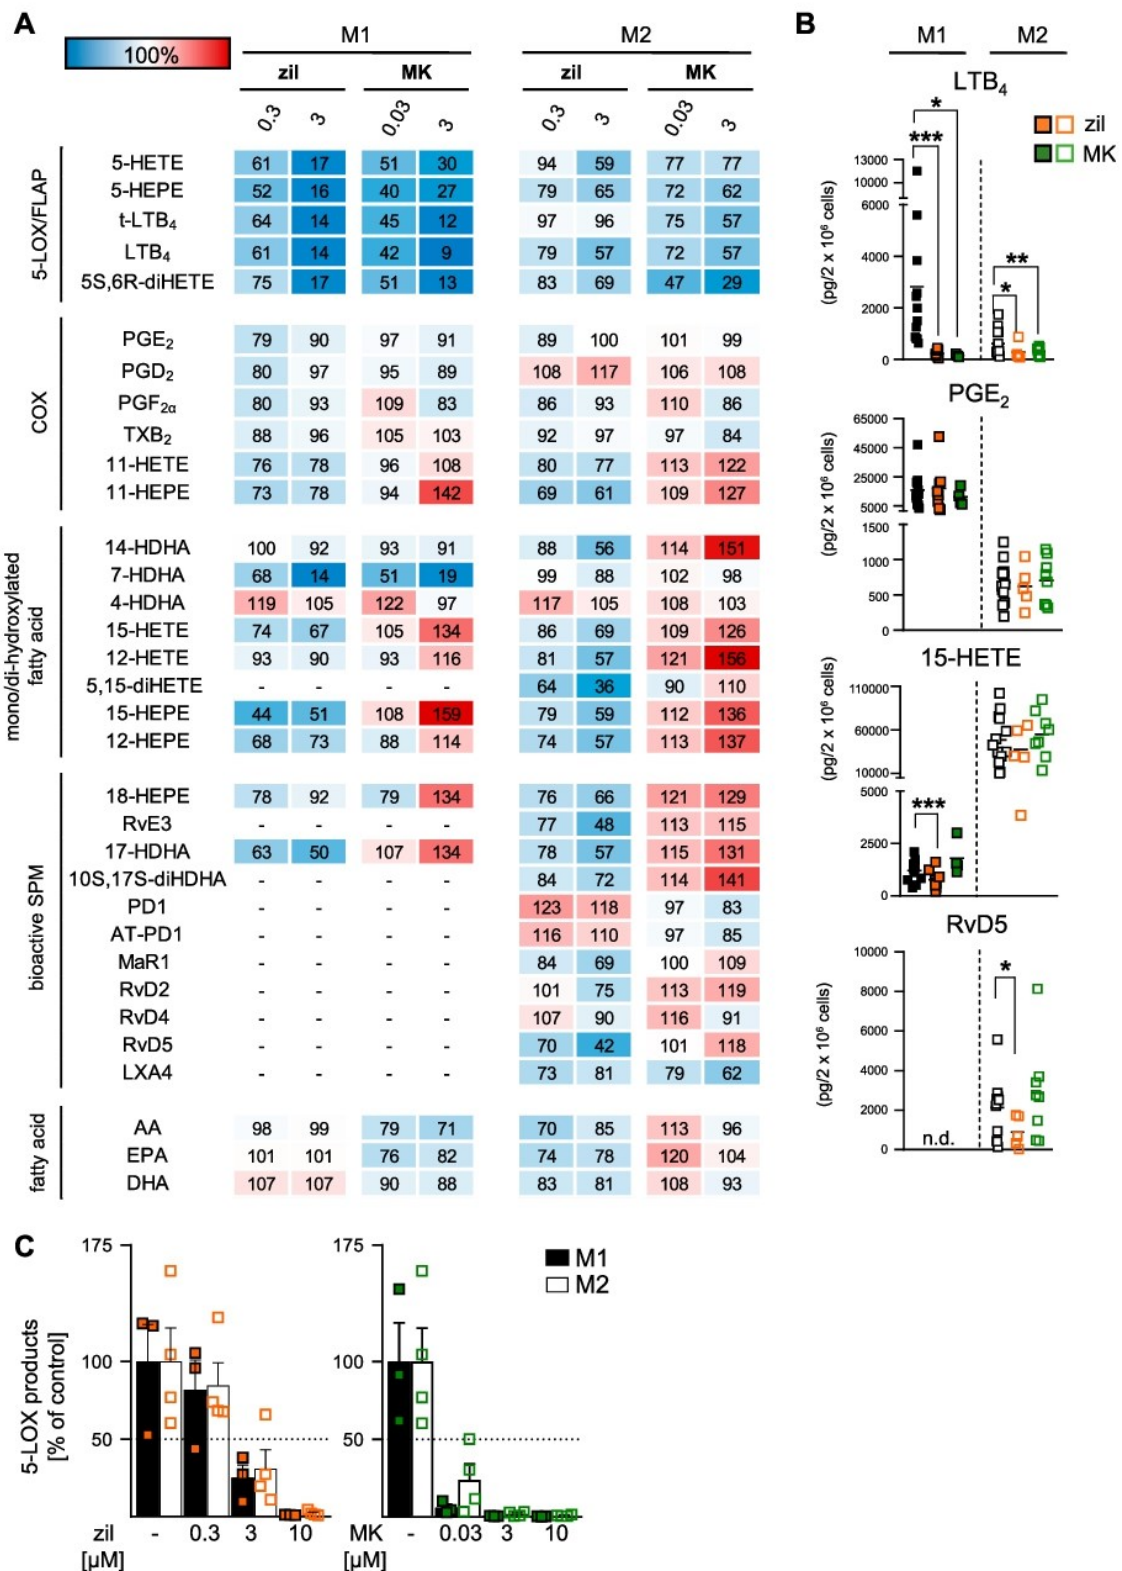 A
100%
M1 M2
zil MK zil MK
0.3 3 0.03 3 0.3 3 0.03 3
5-LOX/FLAP
5-HETE 61 17 51 30 94 59 77 77
5-HEPE 52 16 40 27 79 65 72 62
t-LTB4 64 14 45 12 97 96 75 57
LTB4 61 14 42 9 79 57 72 57
5S,6R-diHETE 75 17 51 13 83 69 47 29
COX
PGE2 79 90 97 91 89 100 101 99
PGD2 80 97 95 89 108 117 106 108
PGF2α 80 93 109 83 86 93 110 86
TXB2 88 96 105 103 92 97 97 84
11-HETE 76 78 96 108 80 77 113 122
11-HEPE 73 78 94 142 69 61 109 127
mono/di-hydroxylated
fatty acid
14-HDHA 100 92 93 91 88 56 114 151
7-HDHA 68 14 51 19 99 88 102 98
4-HDHA 119 105 122 97 117 105 108 103
15-HETE 74 67 105 134 86 69 109 126
12-HETE 93 90 93 116 81 57 121 156
5,15-diHETE - - - - 64 36 90 110
15-HEPE 44 51 108 159 79 59 112 136
12-HEPE 68 73 88 114 74 57 113 137
bioactive SPM
18-HEPE 78 92 79 134 76 66 121 129
RvE3 - - - - 77 48 113 115
17-HDHA 63 50 107 134 78 57 115 131
10S,17S-diHDHA - - - - 84 72 114 141
PD1 - - - - 123 118 97 83
AT-PD1 - - - - 116 110 97 85
MaR1 - - - - 84 69 100 109
RvD2 - - - - 101 75 113 119
RvD4 - - - - 107 90 116 91
RvD5 - - - - 70 42 101 118
LXA4 - - - - 73 81 79 62
fatty acid
AA 98 99 79 71 70 85 113 96
EPA 101 101 76 82 74 78 120 104
DHA 107 107 90 88 83 81 108 93
B
M1 M2
LTB4
zil
MK
(pg/2 x 10⁶ cells)
13000
10000
6000
4000
2000
0
*
***
**
*
PGE2
(pg/2 x 10⁶ cells)
65000
45000
25000
5000
1500
1000
500
0
15-HETE
(pg/2 x 10⁶ cells)
110000
60000
10000
5000
2500
0
***
RvD5
(pg/2 x 10⁶ cells)
10000
8000
6000
4000
2000
0
*
n.d.
C
5-LOX products
[% of control]
175
100
50
zil - 0.3 3 10
[µM]
175
100
50
MK - 0.03 3 10
[µM]
M1
M2